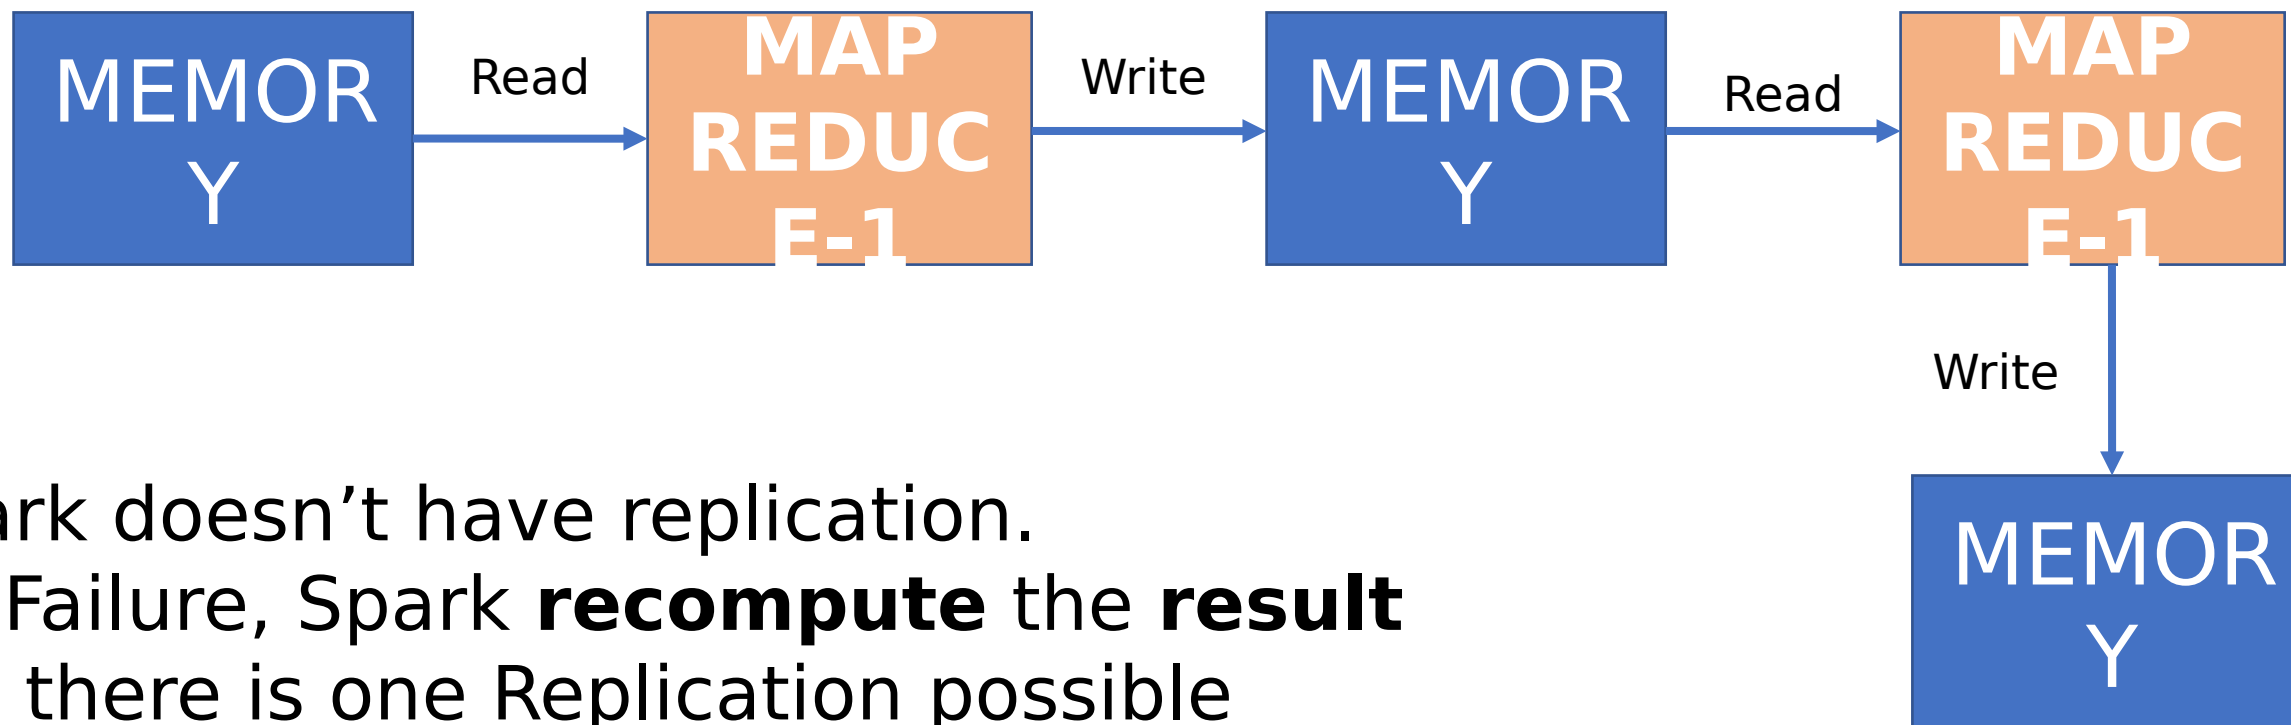 MEMOR
Y
Read
MAP
REDUC
E-1
Write
MEMOR
Y
Read
MAP
REDUC
E-1
Write
MEMOR
Y
ark doesn’t have replication.
Failure, Spark recompute the result
there is one Replication possible